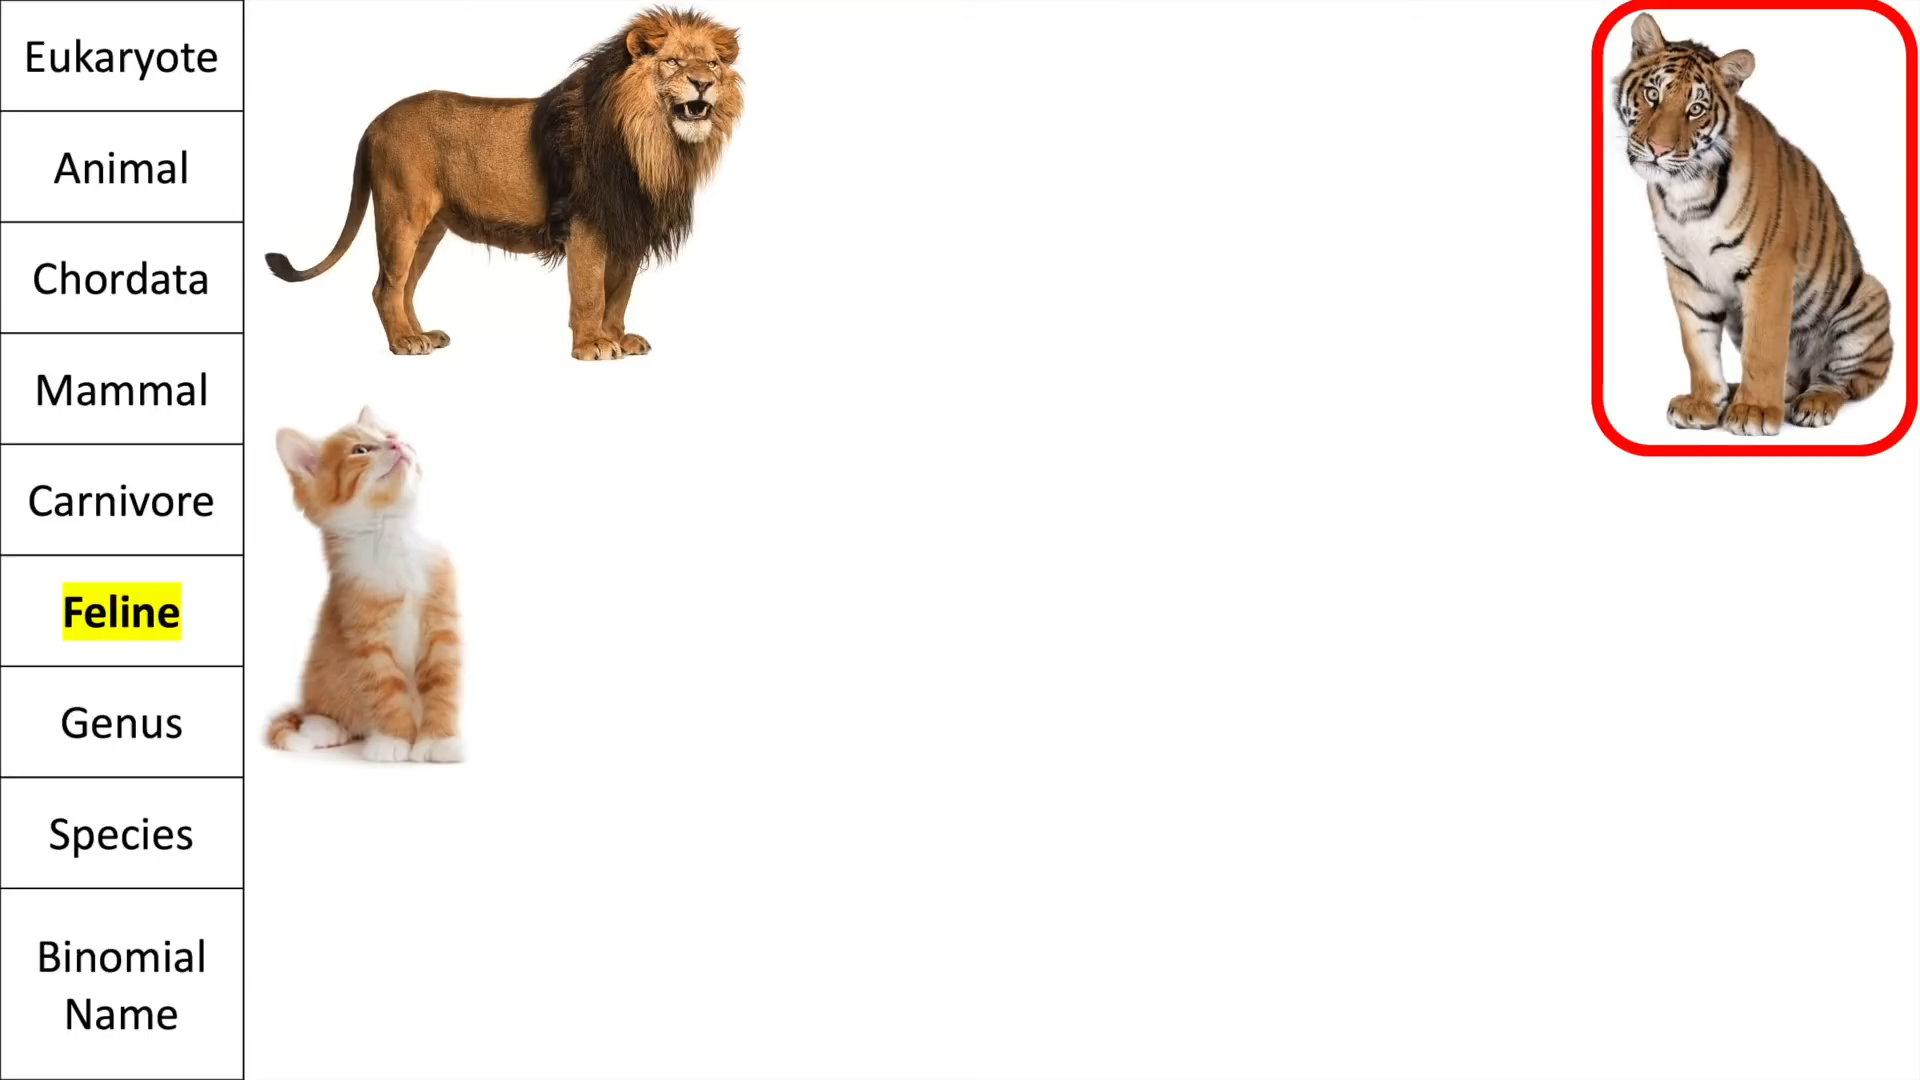 Eukaryote
Animal
Chordata
Mammal
Carnivore
Feline
Genus
Species
Binomial
Name